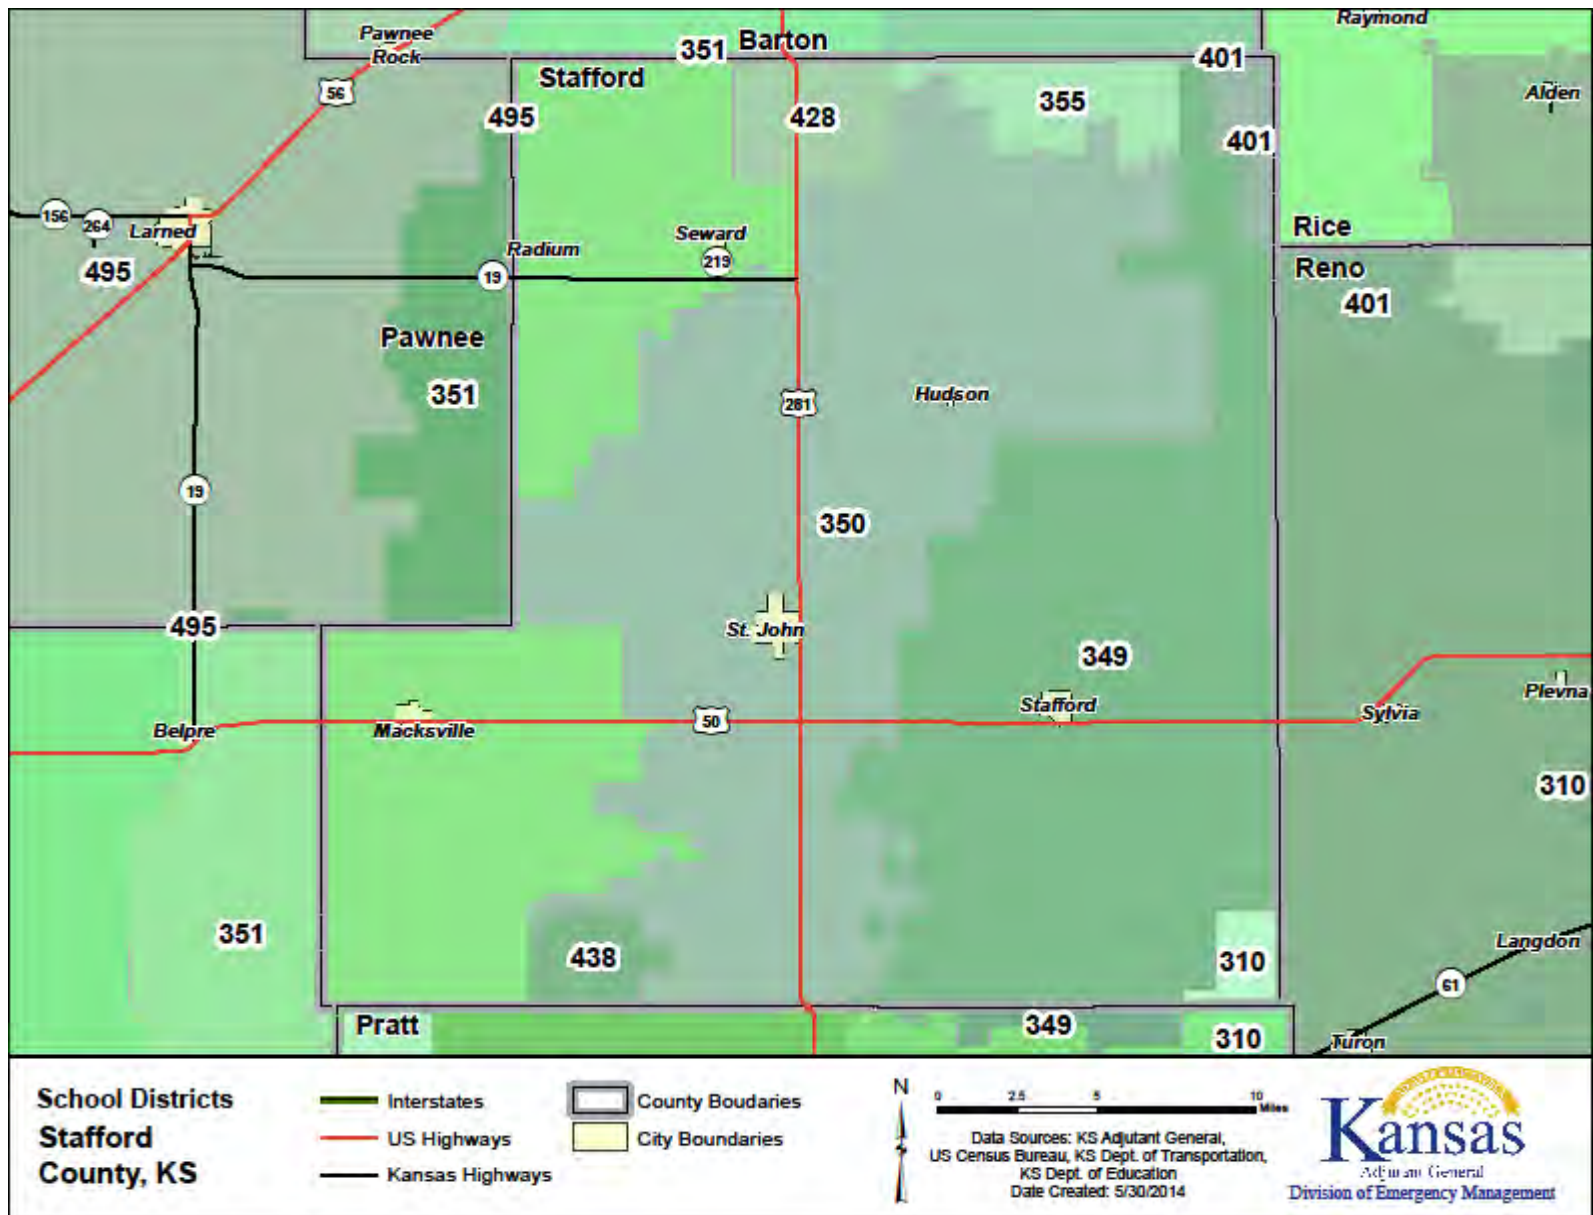 Raymond
Pawnee
Rock
351
Barton
401
Stafford
56
495
428
355
401
Alden
156
264
Larned
495
Radium
Seward
219
19
Rice
Reno
401
Pawnee
351
281
Hudson
19
350
495
St. John
349
Stafford
Belpre
Macksville
50
Sylvia
Plevna
310
351
438
310
Langdon
61
Pratt
349
310
Turon
School Districts
Stafford
County, KS
Interstates
US Highways
Kansas Highways
County Boudaries
City Boundaries
N
0 2.5 5 10
Miles
Data Sources: KS Adjutant General,
US Census Bureau, KS Dept. of Transportation,
KS Dept. of Education
Date Created: 5/30/2014
Kansas
Adjutant General
Division of Emergency Management